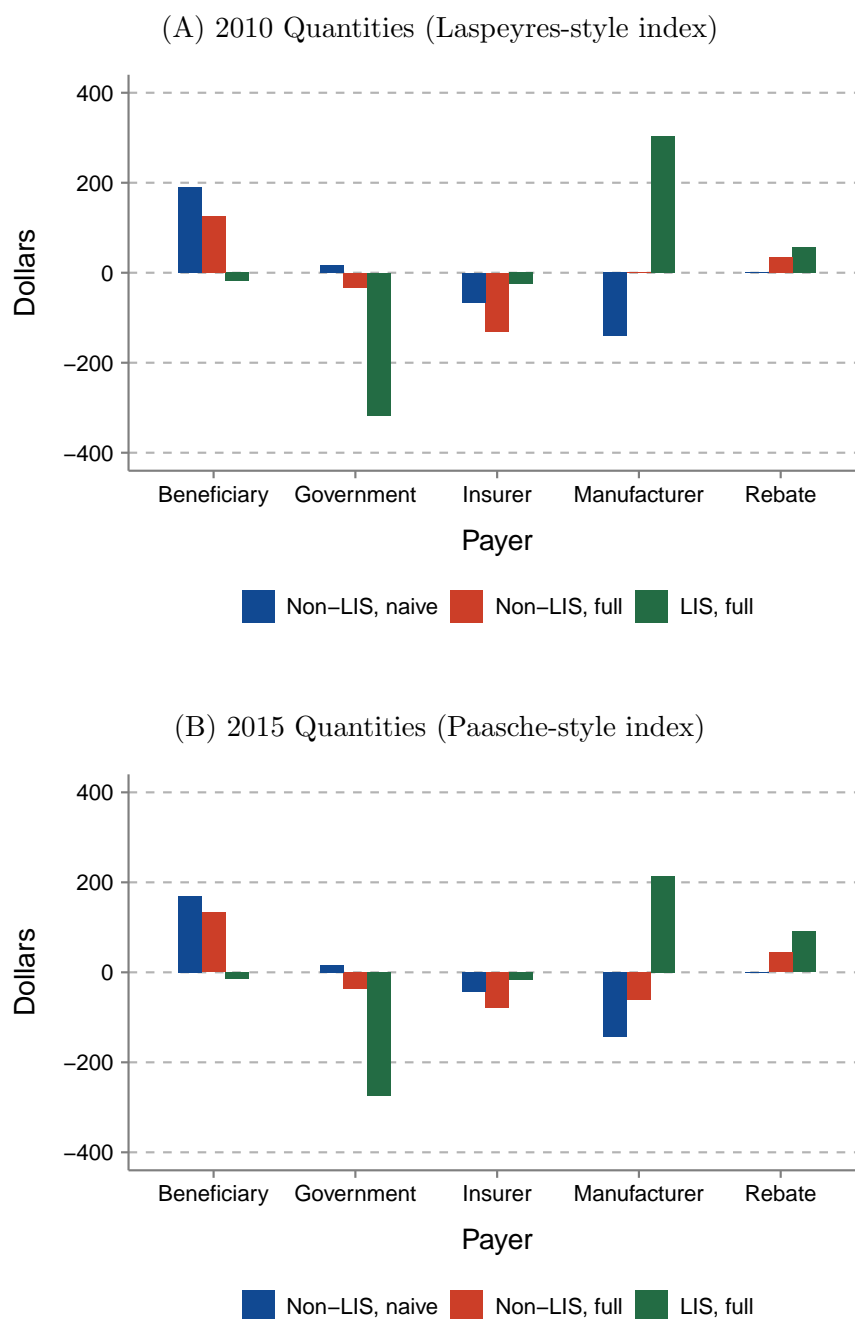 (A) 2010 Quantities (Laspeyres-style index)
400
200
0
−200
−400
Dollars
Beneficiary Government Insurer Manufacturer Rebate
Payer
Non−LIS, naive Non−LIS, full LIS, full
(B) 2015 Quantities (Paasche-style index)
400
200
0
−200
−400
Dollars
Beneficiary Government Insurer Manufacturer Rebate
Payer
Non−LIS, naive Non−LIS, full LIS, full